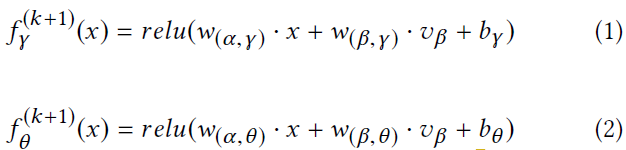 f_γ^{(k+1)}(x) = relu(w_{(α,γ)} · x + w_{(β,γ)} · v_β + b_γ) (1)
f_θ^{(k+1)}(x) = relu(w_{(α,θ)} · x + w_{(β,θ)} · v_β + b_θ) (2)